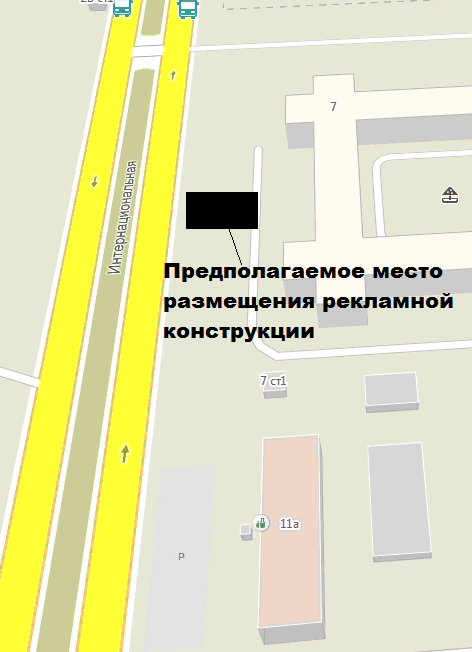 7
Интернациональная
Предполагаемое место
размещения рекламной
конструкции
7 ст1
11а
P